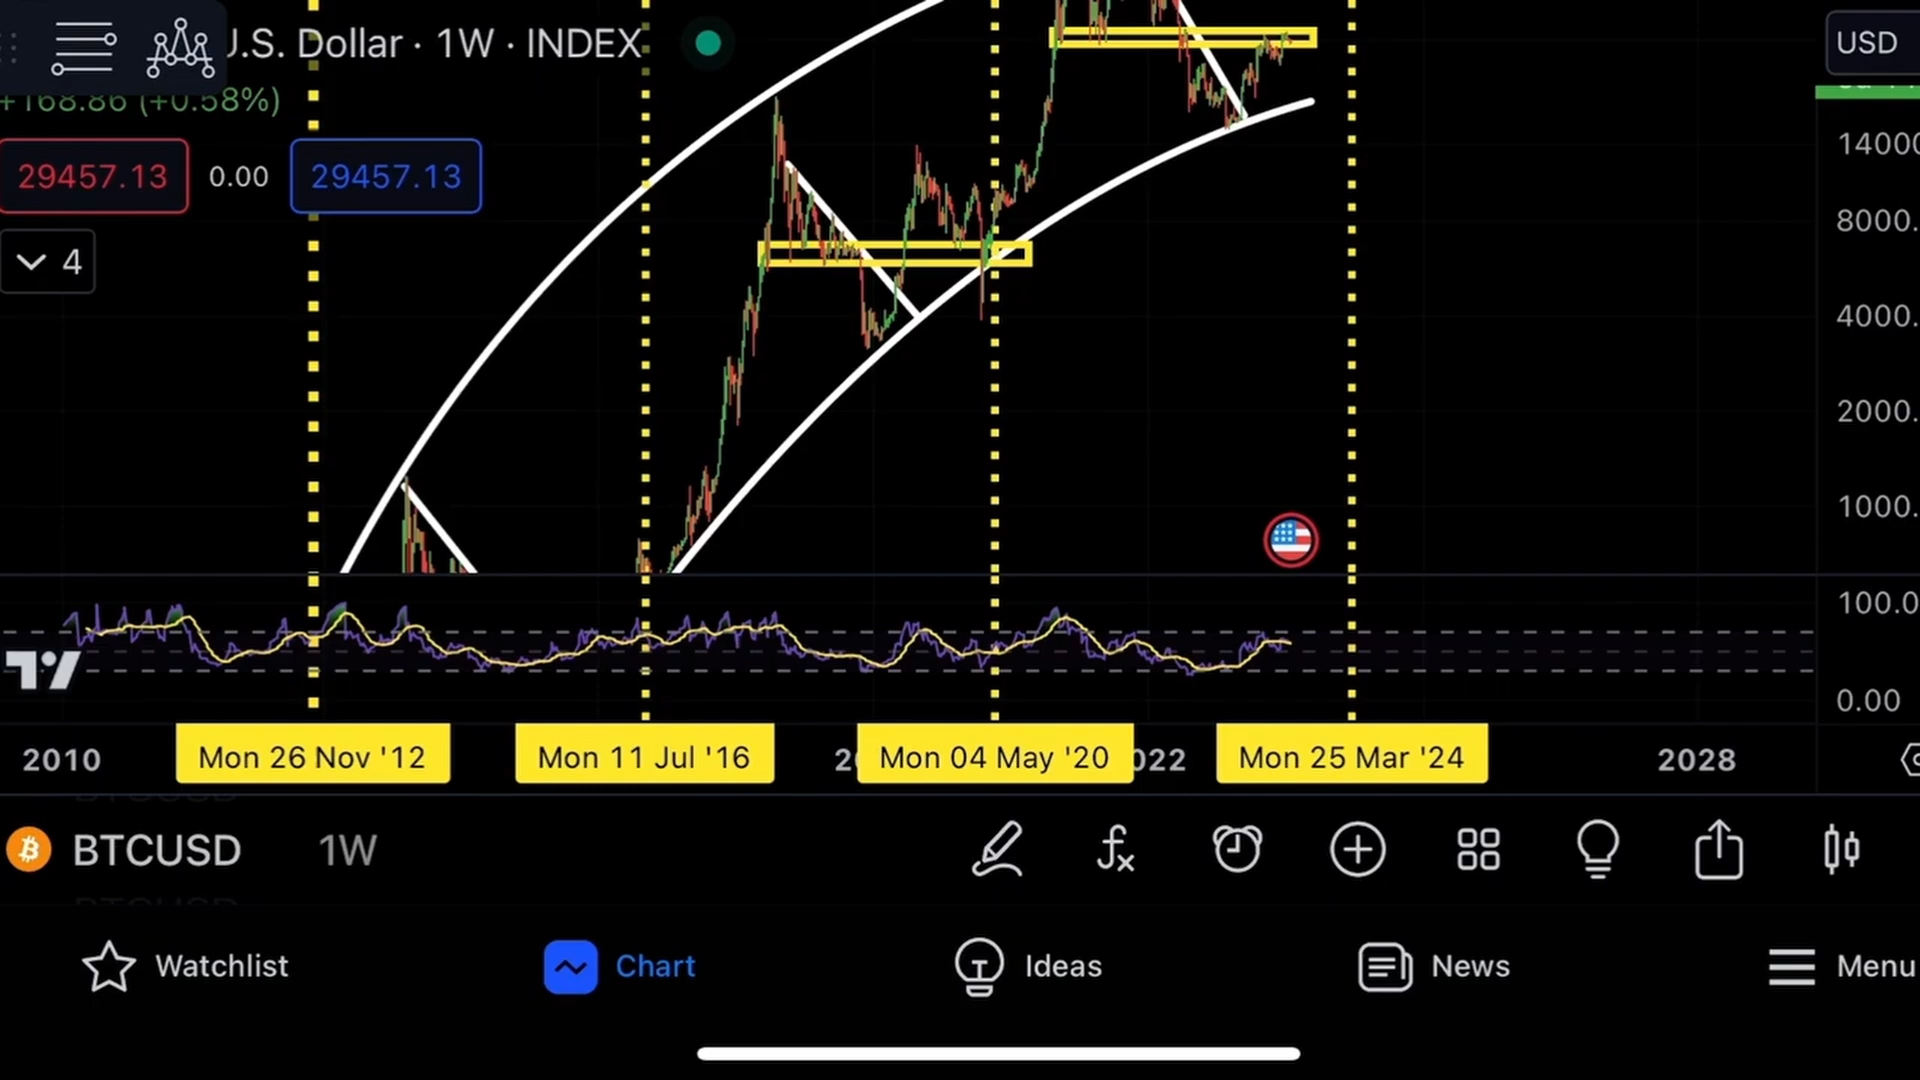 U.S. Dollar · 1W · INDEX
USD
+168.86 (+0.58%)
29457.13
0.00
29457.13
4
14000
8000.
4000.
2000.
1000.
100.0
0.00
2010
Mon 26 Nov '12
Mon 11 Jul '16
Mon 04 May '20
022
Mon 25 Mar '24
2028
BTCUSD
1W
Watchlist
Chart
Ideas
News
Menu